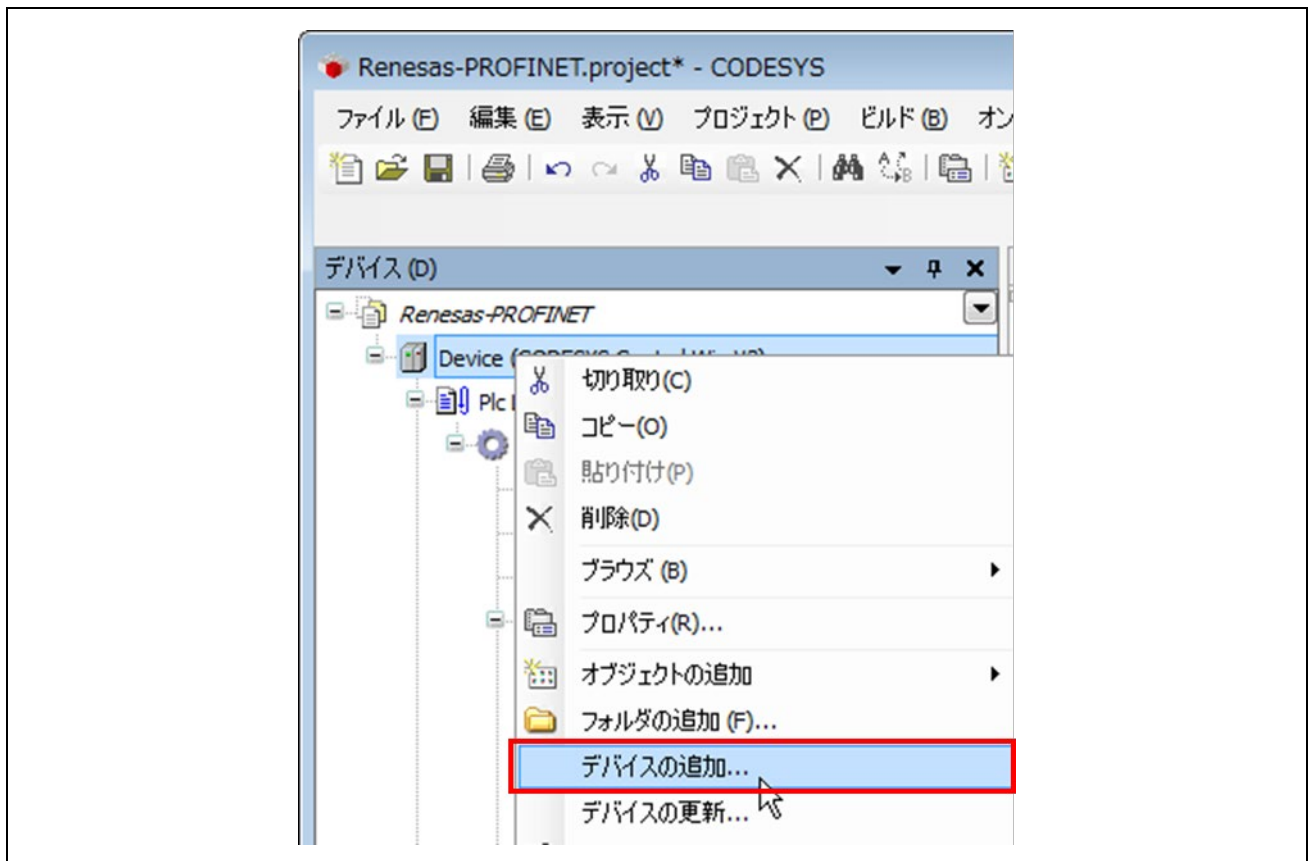 Renesas-PROFINET.project* - CODESYS
ファイル (F) 編集 (E) 表示 (V) プロジェクト (P) ビルド (B) オン
デバイス (D)
Renesas-PROFINET
Device
Plc
切り取り(C)
コピー(O)
貼り付け(P)
削除(D)
ブラウズ (B)
プロパティ(R)...
オブジェクトの追加
フォルダの追加 (F)...
デバイスの追加...
デバイスの更新...